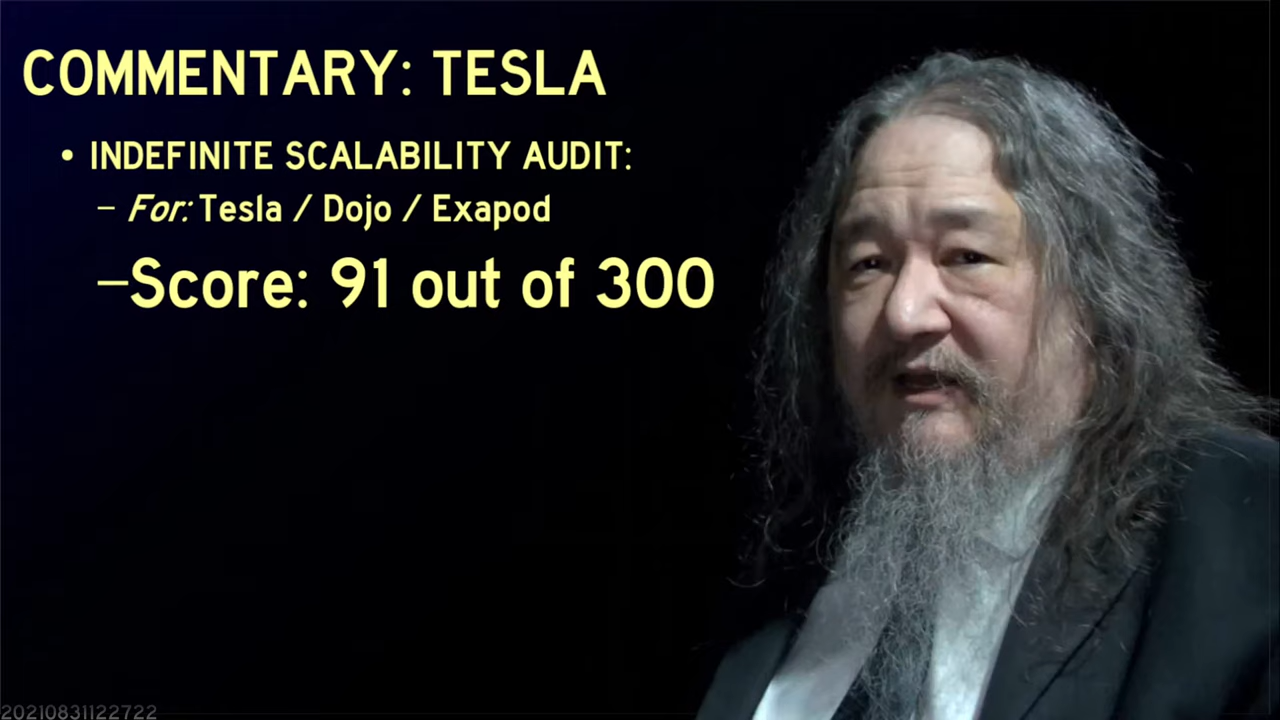 COMMENTARY: TESLA
• INDEFINITE SCALABILITY AUDIT:
– For: Tesla / Dojo / Exapod
–Score: 91 out of 300
20210831122722